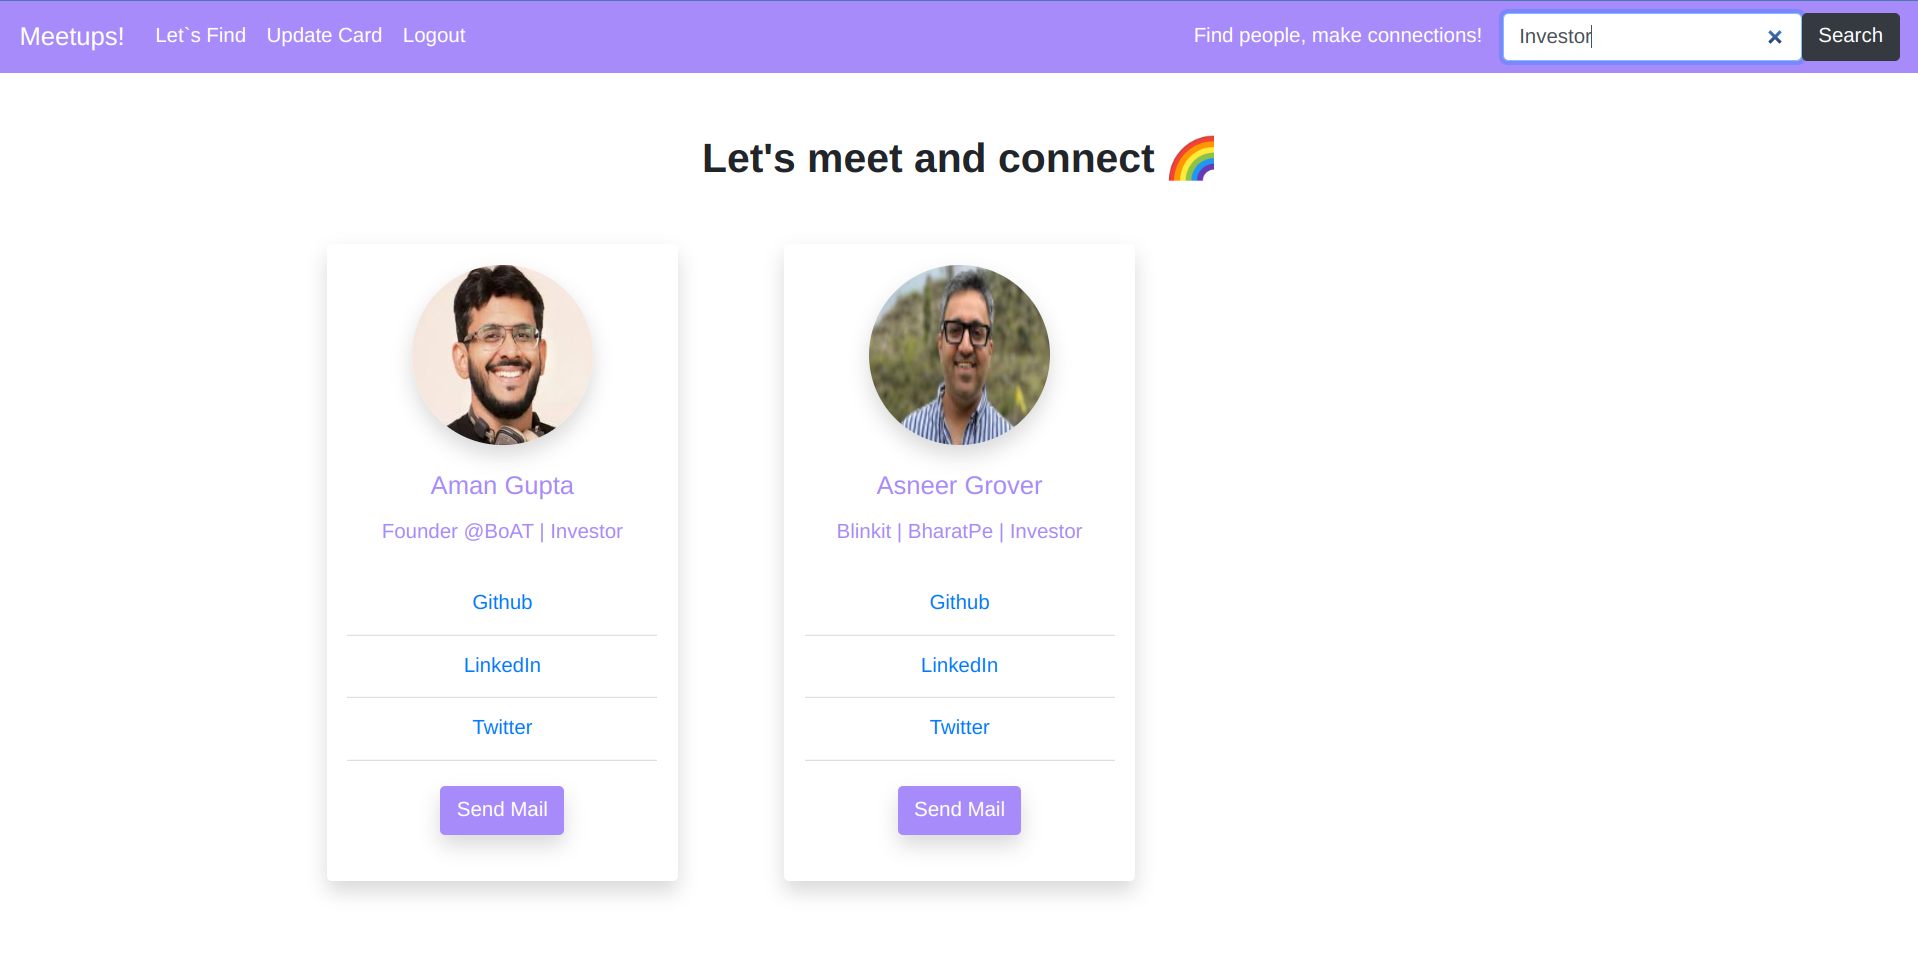 Meetups! Let`s Find Update Card Logout Find people, make connections! Investor Search
Let's meet and connect 🌈
Aman Gupta
Founder @BoAT | Investor
Github
LinkedIn
Twitter
Send Mail
Asneer Grover
Blinkit | BharatPe | Investor
Github
LinkedIn
Twitter
Send Mail